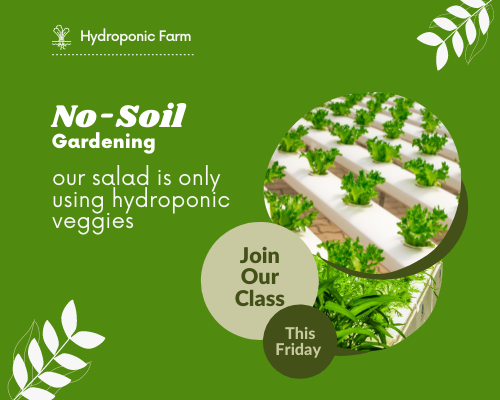 Hydroponic Farm
No-Soil
Gardening
our salad is only
using hydroponic
veggies
Join
Our
Class
This
Friday